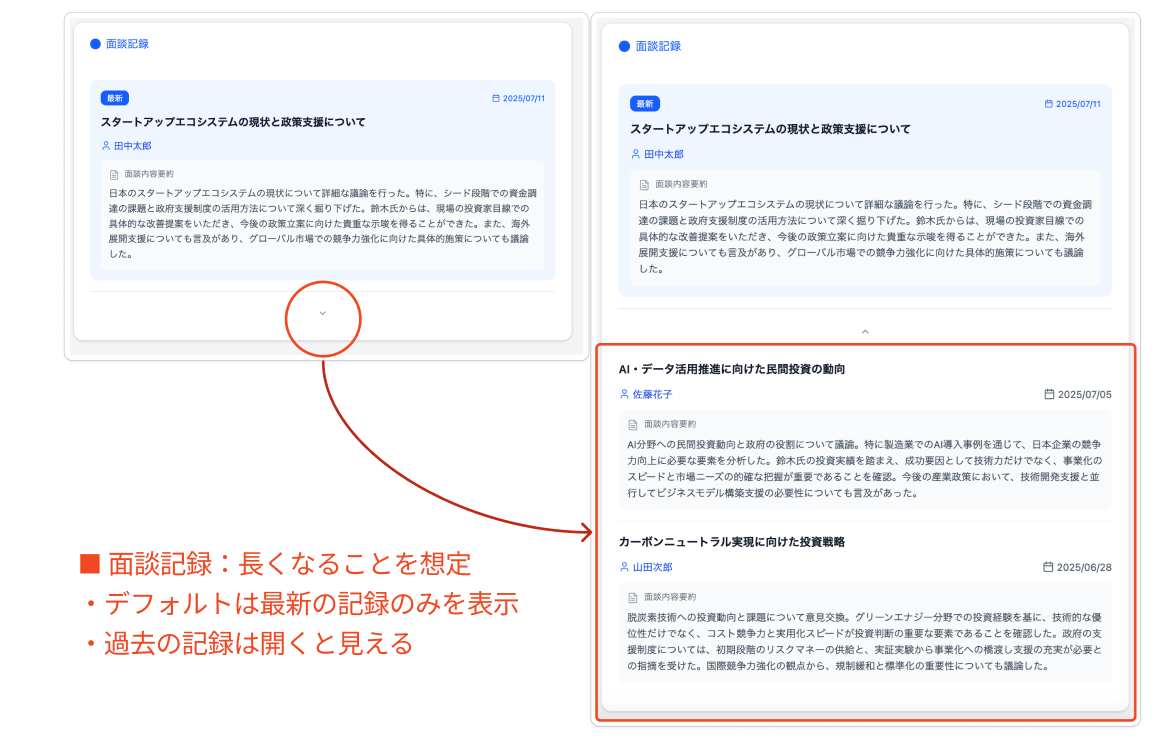 面談記録
最新
2025/07/11
スタートアップエコシステムの現状と政策支援について
田中太郎
面談内容要約
日本のスタートアップエコシステムの現状について詳細な議論を行った。特に、シード段階での資金調
達の課題と政府支援制度の活用方法について深く掘り下げた。鈴木氏からは、現場の投資家目線での
具体的な改善提案をいただき、今後の政策立案に向けた貴重な示唆を得ることができた。また、海外
展開支援についても言及があり、グローバル市場での競争力強化に向けた具体的施策についても議論
した。
面談記録
最新
2025/07/11
スタートアップエコシステムの現状と政策支援について
田中太郎
面談内容要約
日本のスタートアップエコシステムの現状について詳細な議論を行った。特に、シード段階での資金調
達の課題と政府支援制度の活用方法について深く掘り下げた。鈴木氏からは、現場の投資家目線での
具体的な改善提案をいただき、今後の政策立案に向けた貴重な示唆を得ることができた。また、海外
展開支援についても言及があり、グローバル市場での競争力強化に向けた具体的施策についても議論
した。
AI・データ活用推進に向けた民間投資の動向
佐藤花子
2025/07/05
面談内容要約
AI分野への民間投資動向と政府の役割について議論。特に製造業でのAI導入事例を通じて、日本企業の競争
力向上に必要な要素を分析した。鈴木氏の投資実績を踏まえ、成功要因として技術力だけでなく、事業化の
スピードと市場ニーズの的確な把握が重要であることを確認。今後の産業政策において、技術開発支援と並
行してビジネスモデル構築支援の必要性についても言及があった。
カーボンニュートラル実現に向けた投資戦略
山田次郎
2025/06/28
面談内容要約
脱炭素技術への投資動向と課題について意見交換。グリーンエナジー分野での投資経験を基に、技術的な優
位性だけでなく、コスト競争力と実用化スピードが投資判断の重要な要素であることを確認した。政府の支
援制度については、初期段階のリスクマネーの供給と、実証実験から事業化への橋渡し支援の充実が必要と
の指摘を受けた。国際競争力強化の観点から、規制緩和と標準化の重要性についても議論した。
■ 面談記録：長くなることを想定
・デフォルトは最新の記録のみを表示
・過去の記録は開くと見える